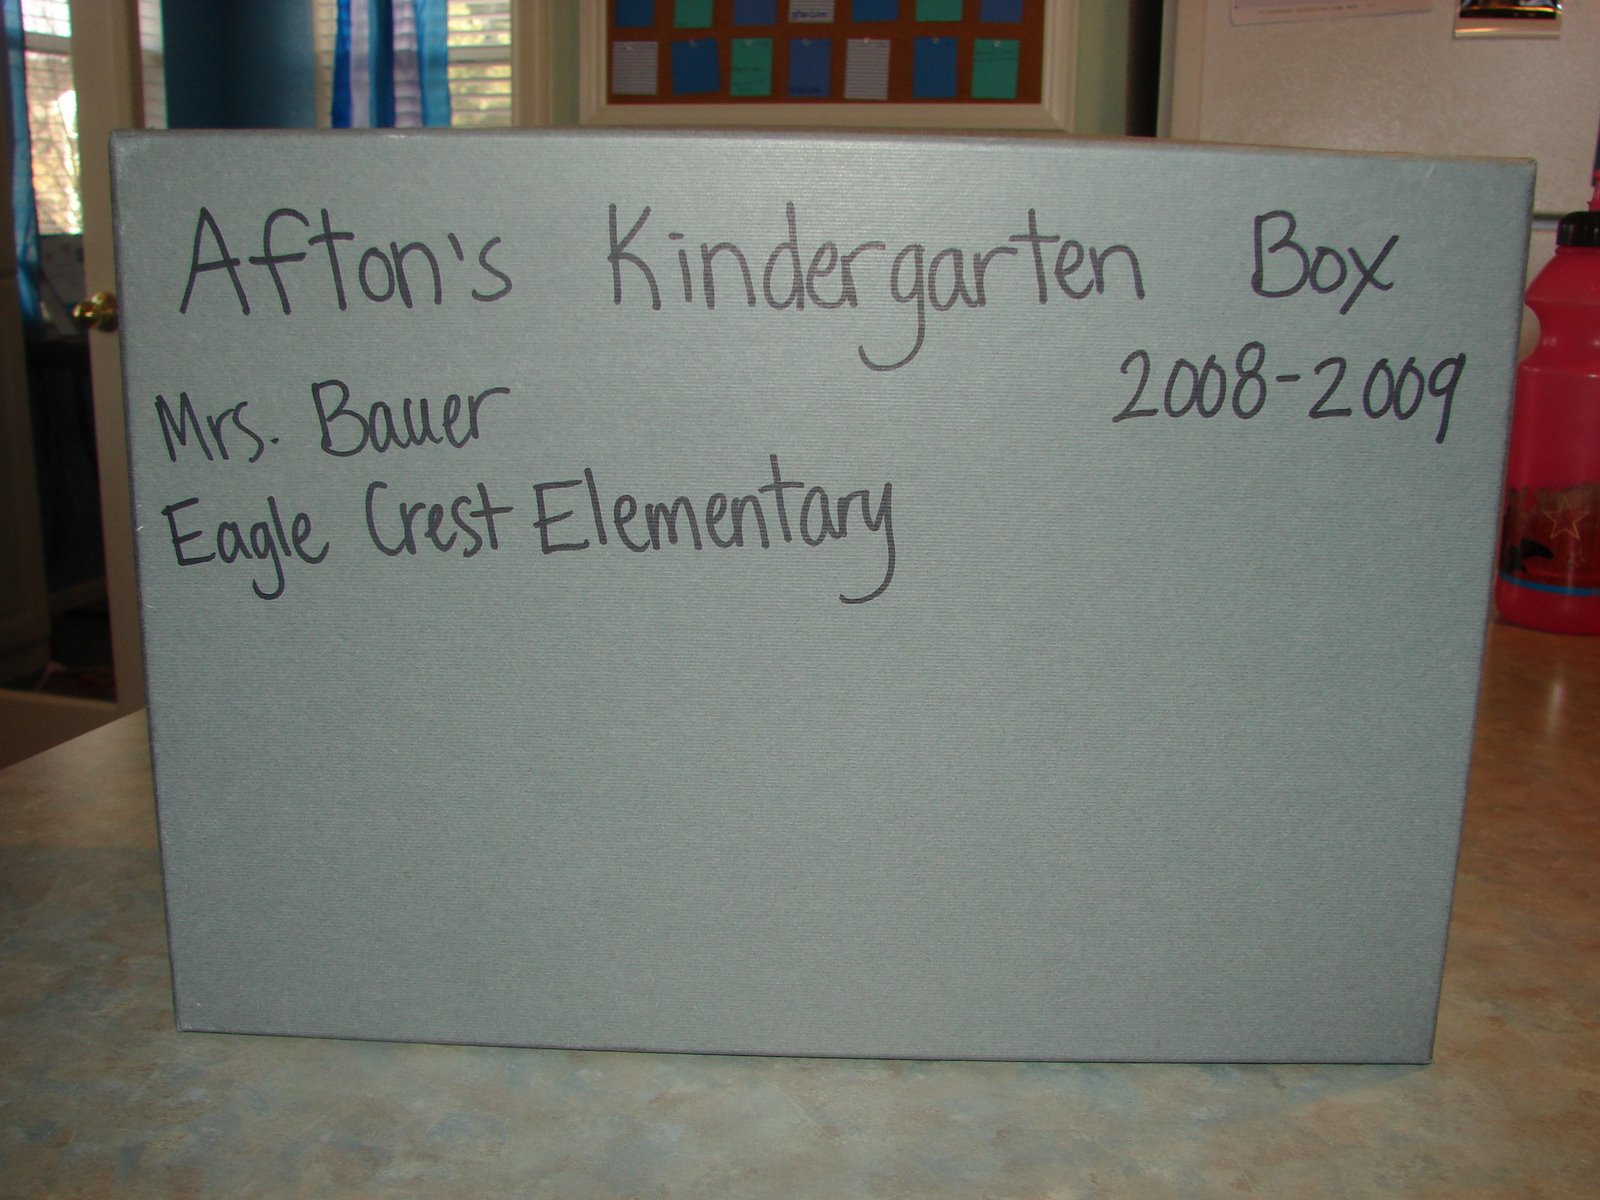 Afton's Kindergarten Box
2008-2009
Mrs. Bauer
Eagle Crest Elementary